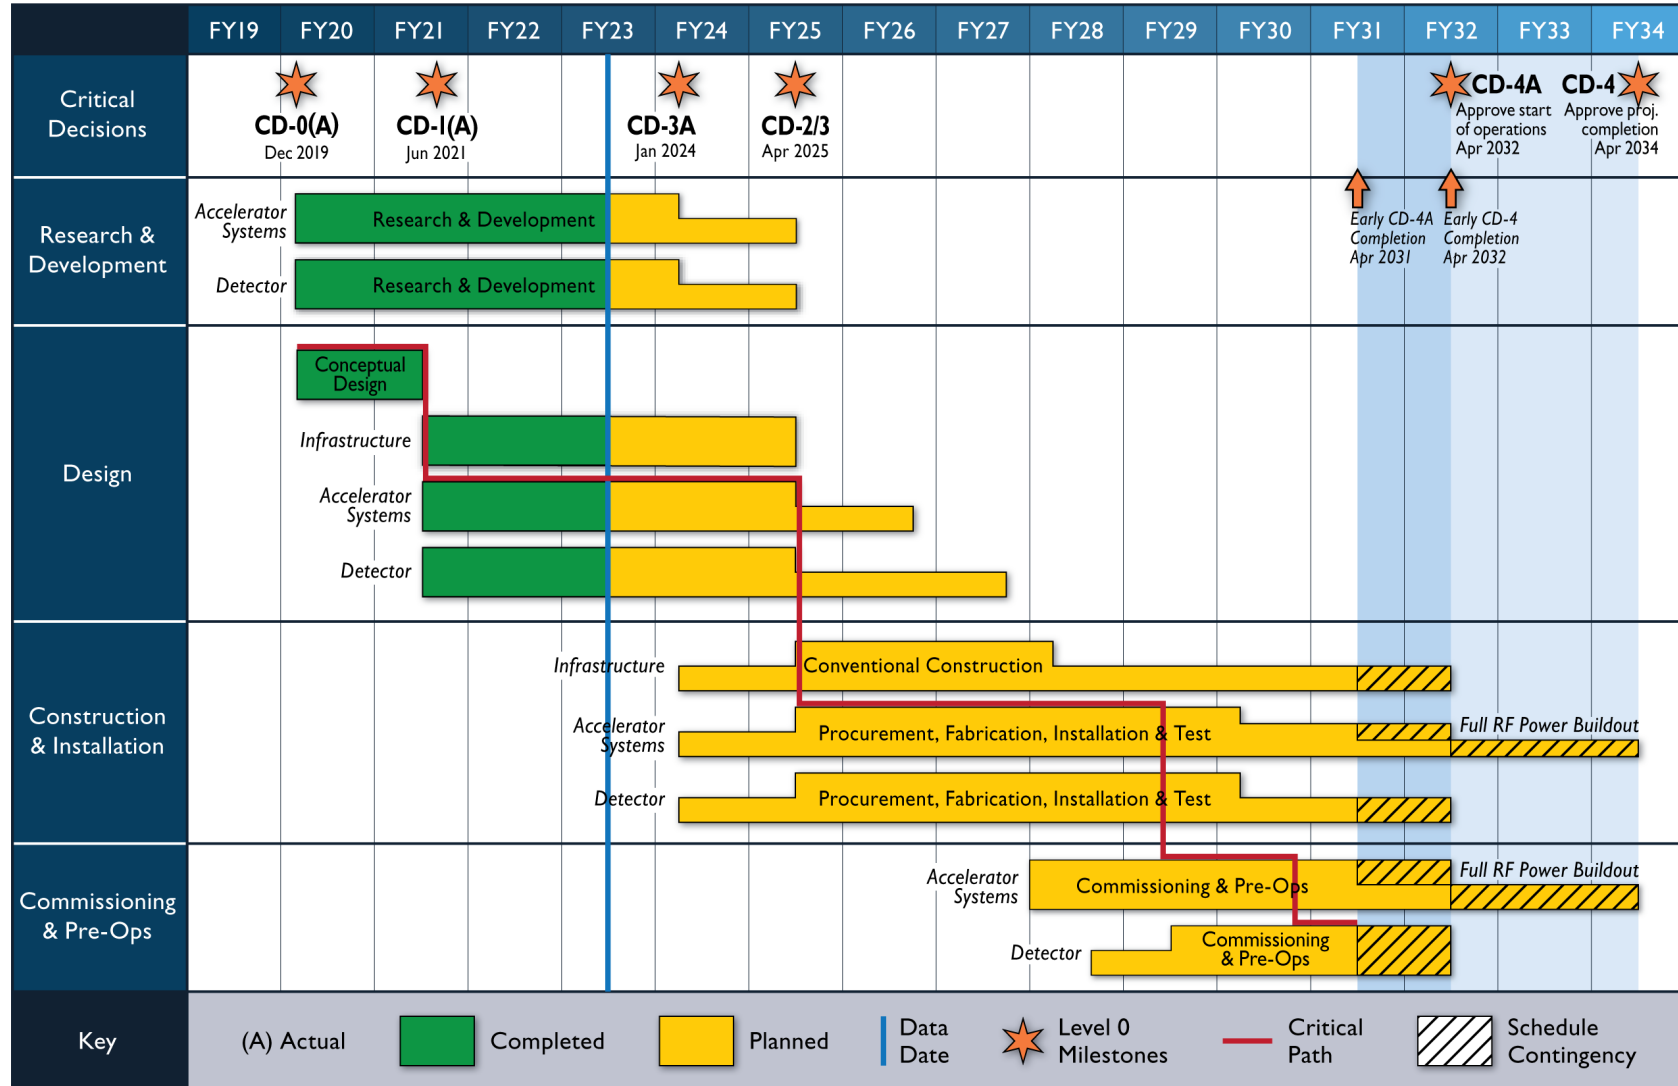 FY19 FY20 FY21 FY22 FY23 FY24 FY25 FY26 FY27 FY28 FY29 FY30 FY31 FY32 FY33 FY34
Critical
Decisions
CD-0(A)
Dec 2019
CD-1(A)
Jun 2021
CD-3A
Jan 2024
CD-2/3
Apr 2025
CD-4A
Approve start
of operations
Apr 2032
CD-4
Approve proj.
completion
Apr 2034
Early CD-4A
Completion
Apr 2031
Early CD-4
Completion
Apr 2032
Research &
Development
Accelerator
Systems
Research & Development
Detector
Research & Development
Design
Conceptual
Design
Infrastructure
Accelerator
Systems
Detector
Construction
& Installation
Infrastructure
Conventional Construction
Accelerator
Systems
Procurement, Fabrication, Installation & Test
Full RF Power Buildout
Detector
Procurement, Fabrication, Installation & Test
Commissioning
& Pre-Ops
Accelerator
Systems
Commissioning & Pre-Ops
Full RF Power Buildout
Detector
Commissioning
& Pre-Ops
Key
(A) Actual
Completed
Planned
Data
Date
Level 0
Milestones
Critical
Path
Schedule
Contingency